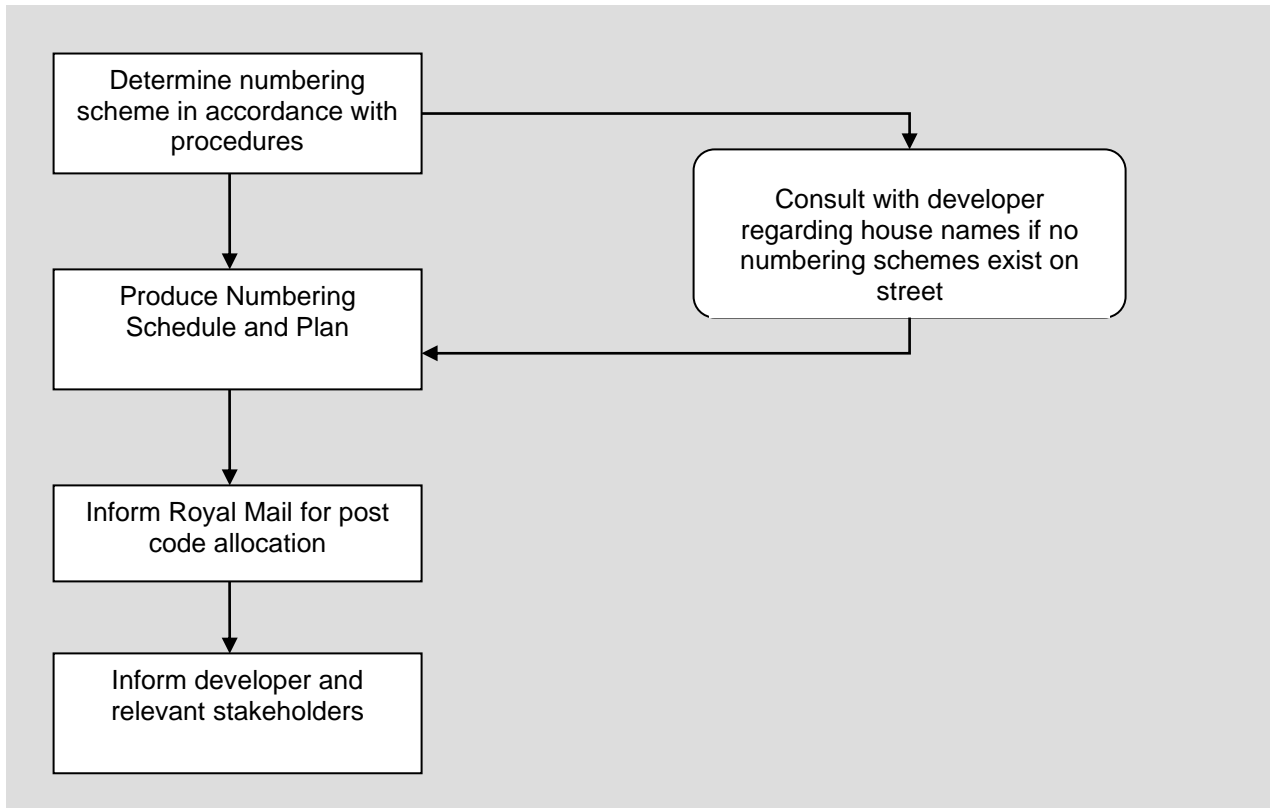 Determine numbering
scheme in accordance with
procedures
Consult with developer
regarding house names if no
numbering schemes exist on
street
Produce Numbering
Schedule and Plan
Inform Royal Mail for post
code allocation
Inform developer and
relevant stakeholders